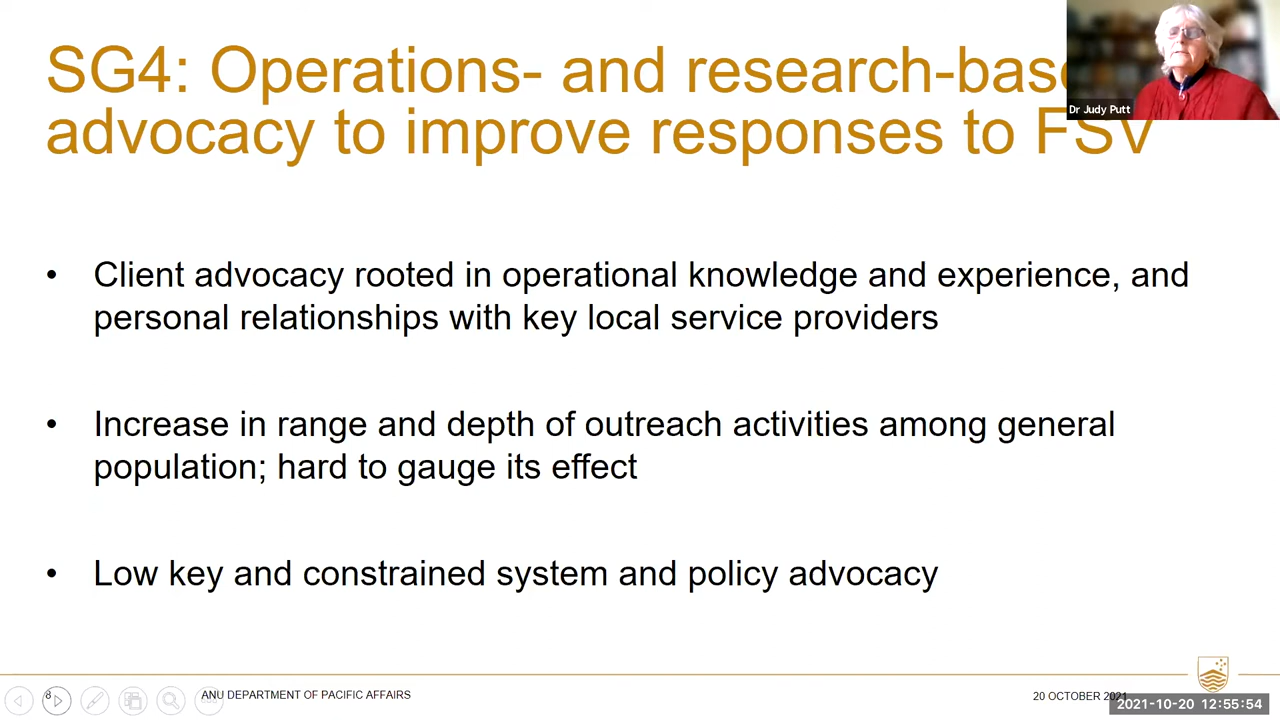 SG4: Operations- and research-bas
advocacy to improve responses to FSV
Dr Judy Putt
• Client advocacy rooted in operational knowledge and experience, and
personal relationships with key local service providers
• Increase in range and depth of outreach activities among general
population; hard to gauge its effect
• Low key and constrained system and policy advocacy
8
ANU DEPARTMENT OF PACIFIC AFFAIRS
20 OCTOBER 2021
2021-10-20 12:55:54